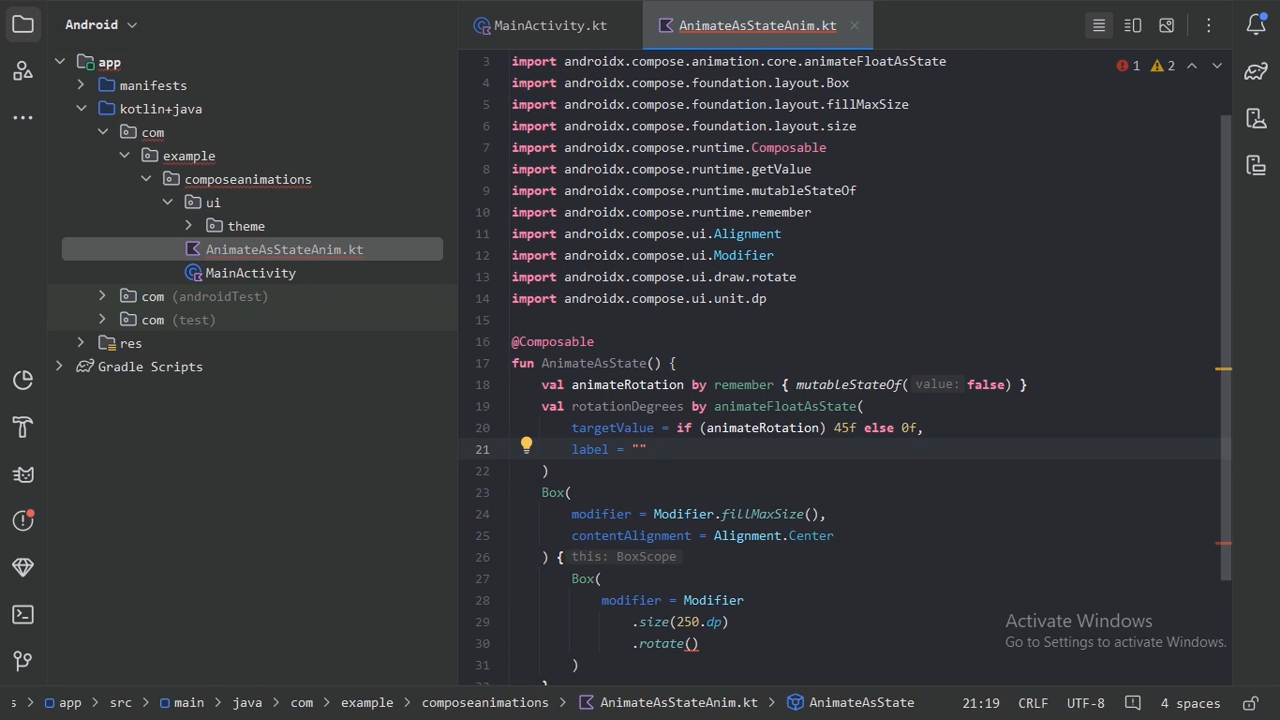 Android
MainActivity.kt
AnimateAsStateAnim.kt
app
manifests
kotlin+java
com
example
composeanimations
ui
theme
AnimateAsStateAnim.kt
MainActivity
com (androidTest)
com (test)
res
Gradle Scripts
1 2
3 import androidx.compose.animation.core.animateFloatAsState
4 import androidx.compose.foundation.layout.Box
5 import androidx.compose.foundation.layout.fillMaxSize
6 import androidx.compose.foundation.layout.size
7 import androidx.compose.runtime.Composable
8 import androidx.compose.runtime.getValue
9 import androidx.compose.runtime.mutableStateOf
10 import androidx.compose.runtime.remember
11 import androidx.compose.ui.Alignment
12 import androidx.compose.ui.Modifier
13 import androidx.compose.ui.draw.rotate
14 import androidx.compose.ui.unit.dp
15
16 @Composable
17 fun AnimateAsState() {
18 val animateRotation by remember { mutableStateOf( value: false) }
19 val rotationDegrees by animateFloatAsState(
20 targetValue = if (animateRotation) 45f else 0f,
21 label = ""
22 )
23 Box(
24 modifier = Modifier.fillMaxSize(),
25 contentAlignment = Alignment.Center
26 ) { this: BoxScope
27 Box(
28 modifier = Modifier
29 .size(250.dp)
30 .rotate()
31 )
Activate Windows
Go to Settings to activate Windows.
s > app > src > main > java > com > example > composeanimations > AnimateAsStateAnim.kt > AnimateAsState
21:19 CRLF UTF-8 4 spaces